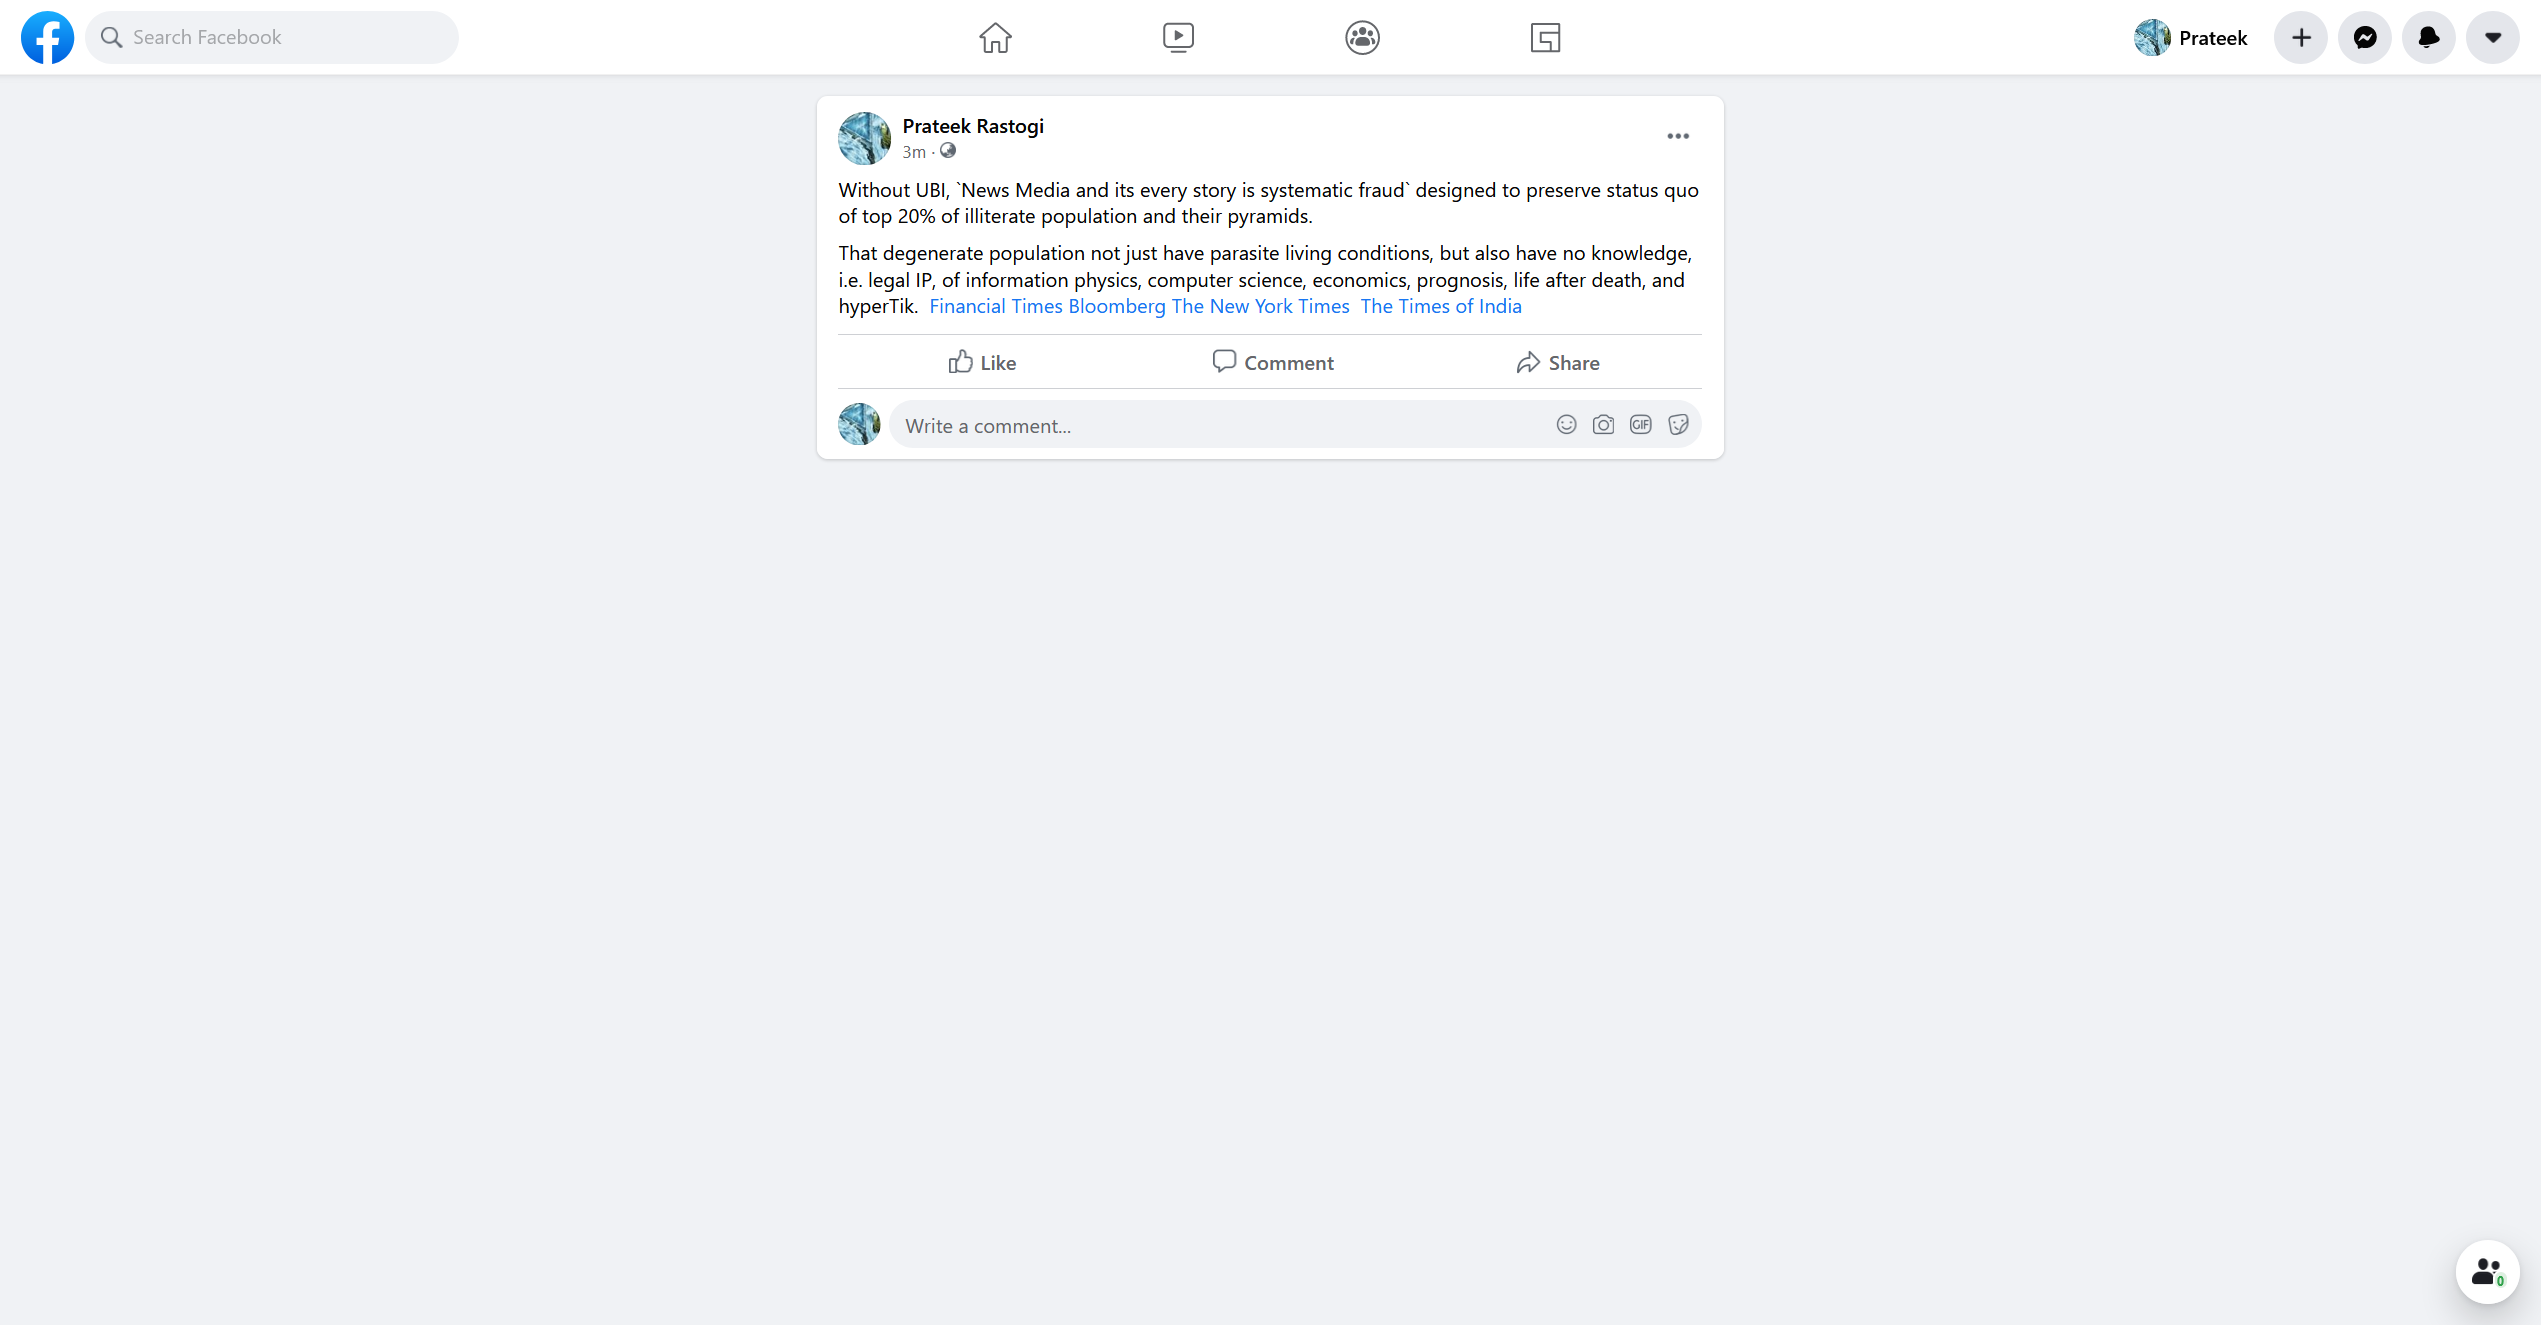 Search Facebook
Prateek
Prateek Rastogi
3m ·
Without UBI, `News Media and its every story is systematic fraud` designed to preserve status quo
of top 20% of illiterate population and their pyramids.
That degenerate population not just have parasite living conditions, but also have no knowledge,
i.e. legal IP, of information physics, computer science, economics, prognosis, life after death, and
hyperTik.  Financial Times Bloomberg The New York Times  The Times of India
Like Comment Share
Write a comment...
GIF
0